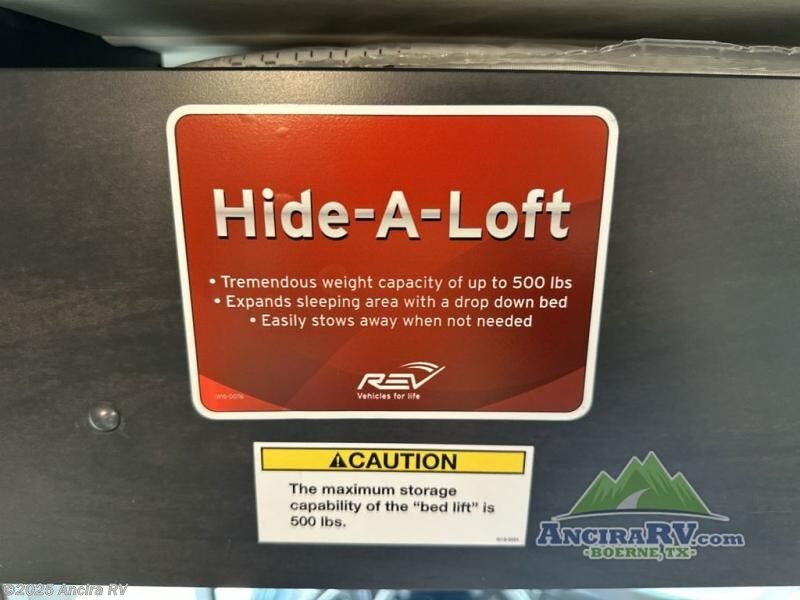 Hide-A-Loft
• Tremendous weight capacity of up to 500 lbs
• Expands sleeping area with a drop down bed
• Easily stows away when not needed
REV
Vehicles for life
CAUTION
The maximum storage
capability of the “bed lift” is
500 lbs.
ANCIRARV.com
BOERNE, TX
©2025 Ancira RV